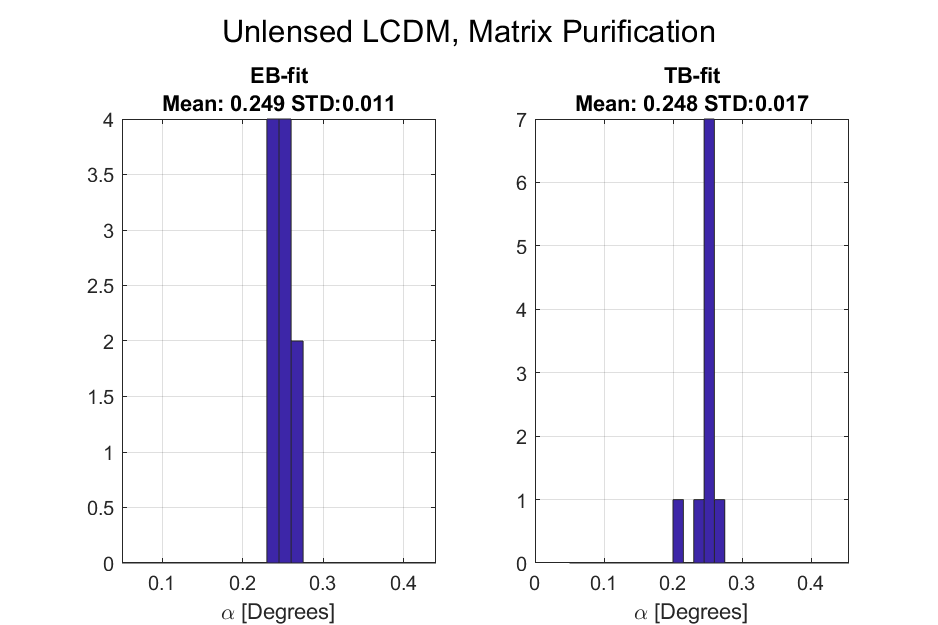 Unlensed LCDM, Matrix Purification
EB-fit
Mean: 0.249 STD:0.011
4
3.5
3
2.5
2
1.5
1
0.5
0
0.1 0.2 0.3 0.4
α [Degrees]
TB-fit
Mean: 0.248 STD:0.017
7
6
5
4
3
2
1
0
0 0.1 0.2 0.3 0.4
α [Degrees]